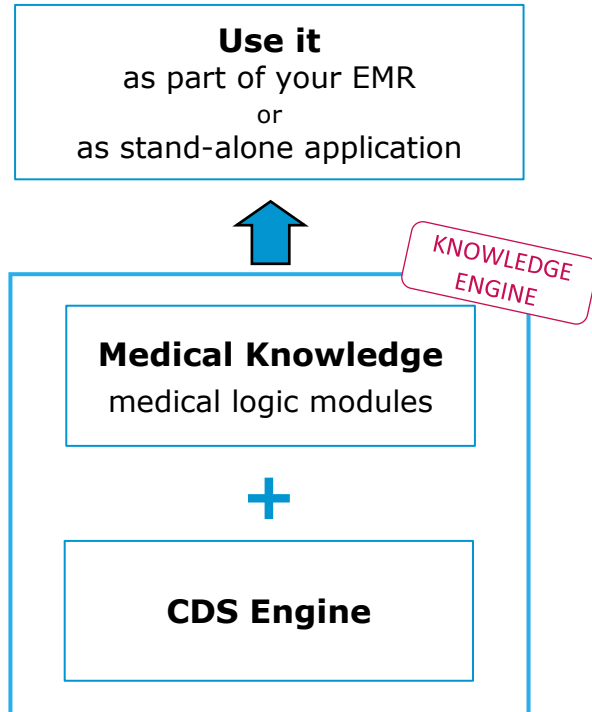 Use it
as part of your EMR
or
as stand-alone application
KNOWLEDGE
ENGINE
Medical Knowledge
medical logic modules
+
CDS Engine